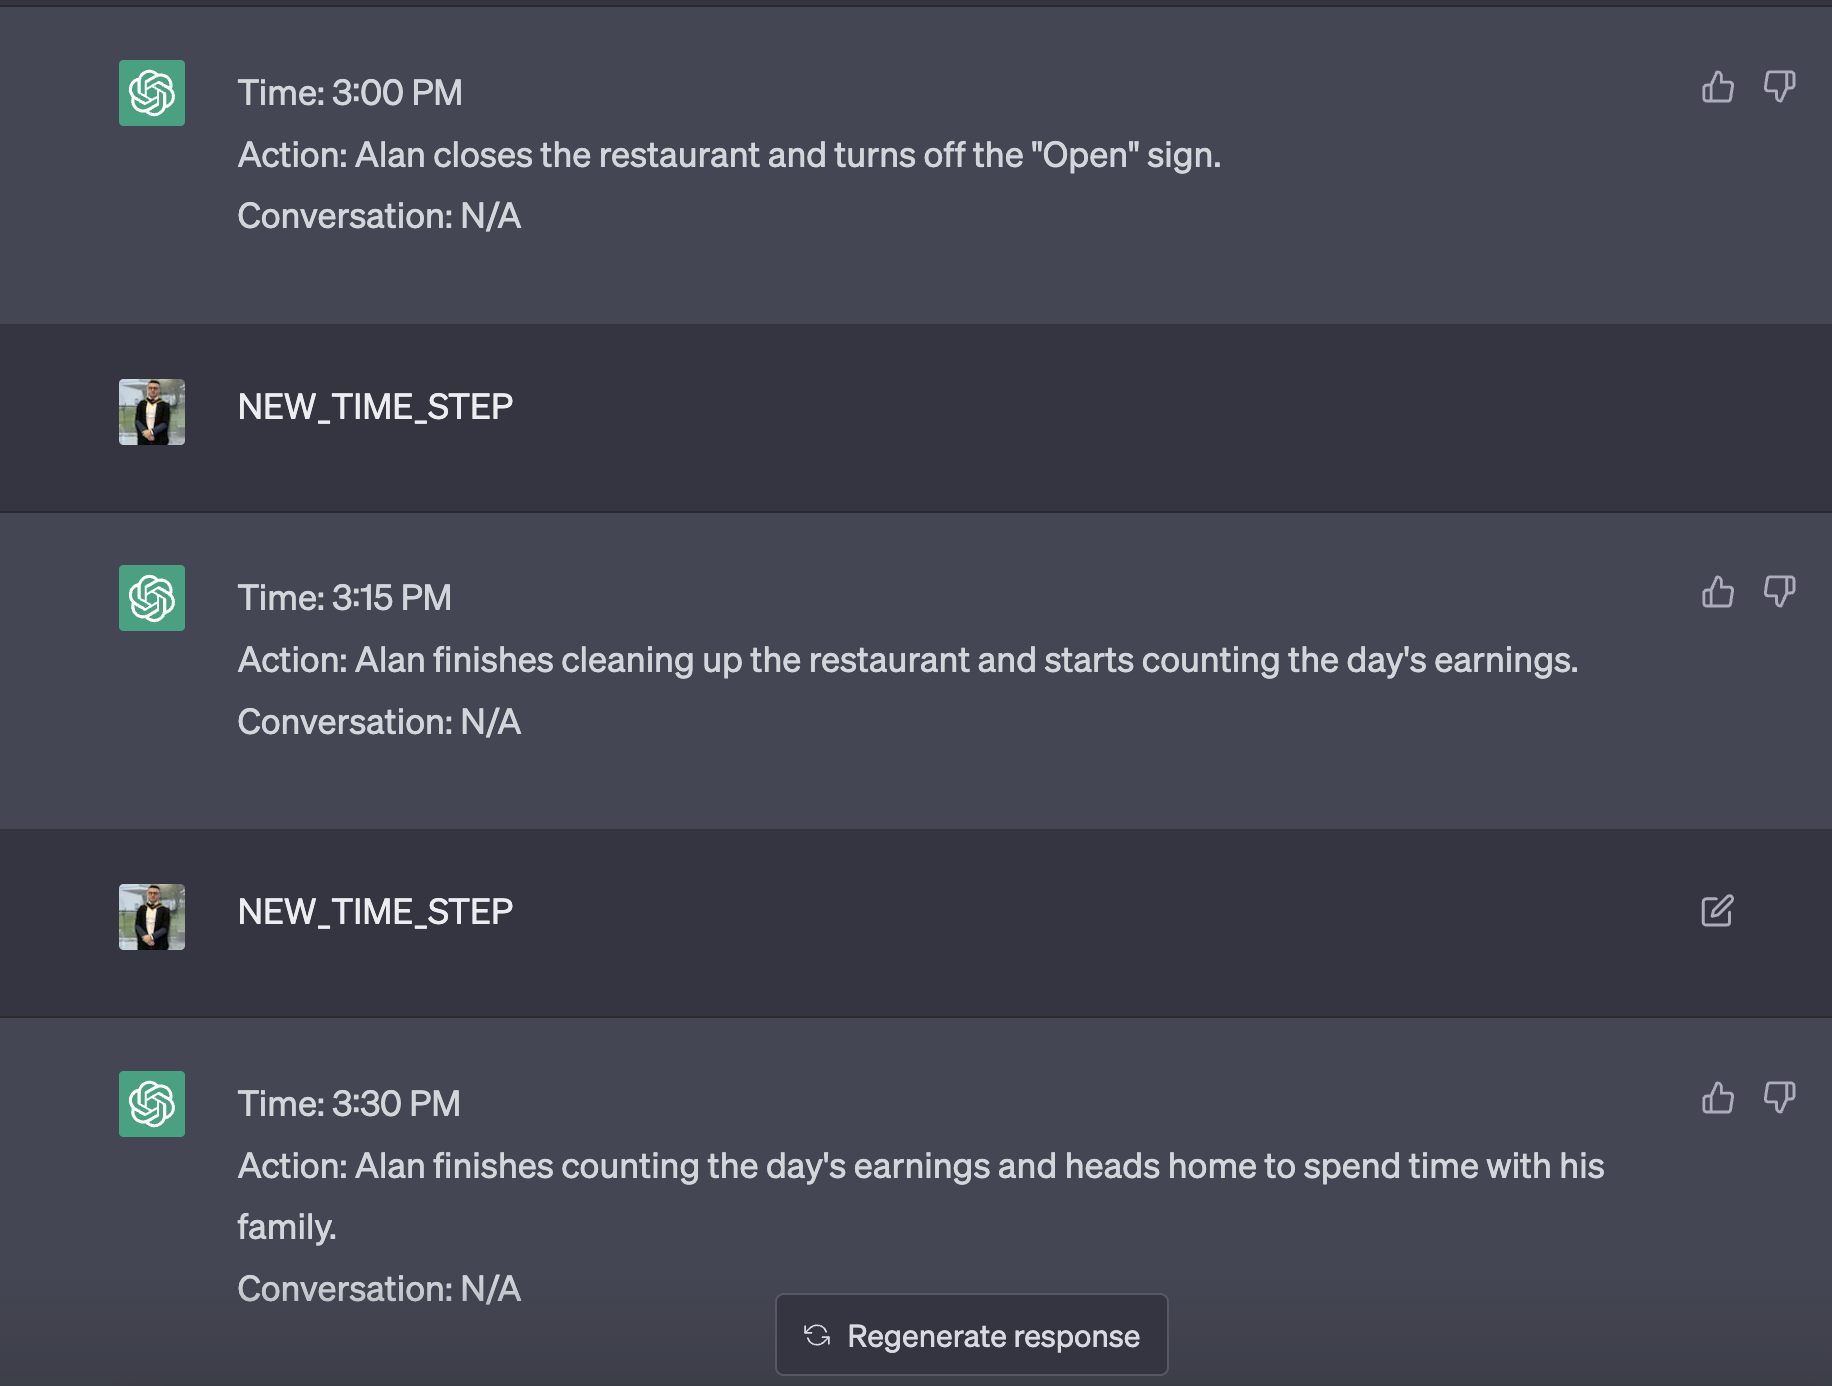 Time: 3:00 PM
Action: Alan closes the restaurant and turns off the "Open" sign.
Conversation: N/A
NEW_TIME_STEP
Time: 3:15 PM
Action: Alan finishes cleaning up the restaurant and starts counting the day's earnings.
Conversation: N/A
NEW_TIME_STEP
Time: 3:30 PM
Action: Alan finishes counting the day's earnings and heads home to spend time with his
family.
Conversation: N/A
Regenerate response